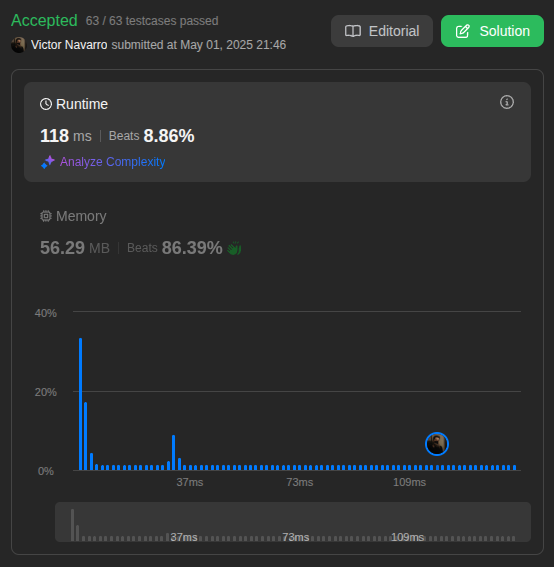 Accepted 63 / 63 testcases passed
Victor Navarro submitted at May 01, 2025 21:46
Editorial
Solution
Runtime
118 ms | Beats 8.86%
Analyze Complexity
Memory
56.29 MB | Beats 86.39%
40%
20%
0%
37ms 73ms 109ms
37ms 73ms 109ms